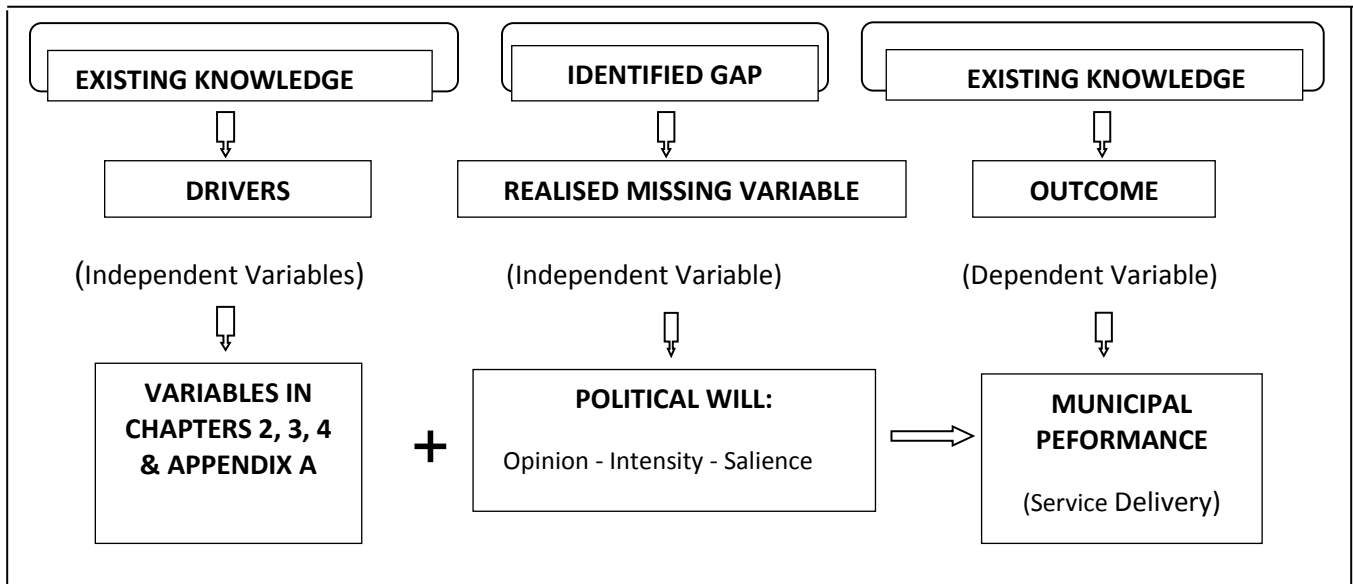 EXISTING KNOWLEDGE
IDENTIFIED GAP
EXISTING KNOWLEDGE
DRIVERS
REALISED MISSING VARIABLE
OUTCOME
(Independent Variables)
(Independent Variable)
(Dependent Variable)
VARIABLES IN
CHAPTERS 2, 3, 4
& APPENDIX A
+
POLITICAL WILL:
Opinion - Intensity - Salience
MUNICIPAL
PEFORMANCE
(Service Delivery)